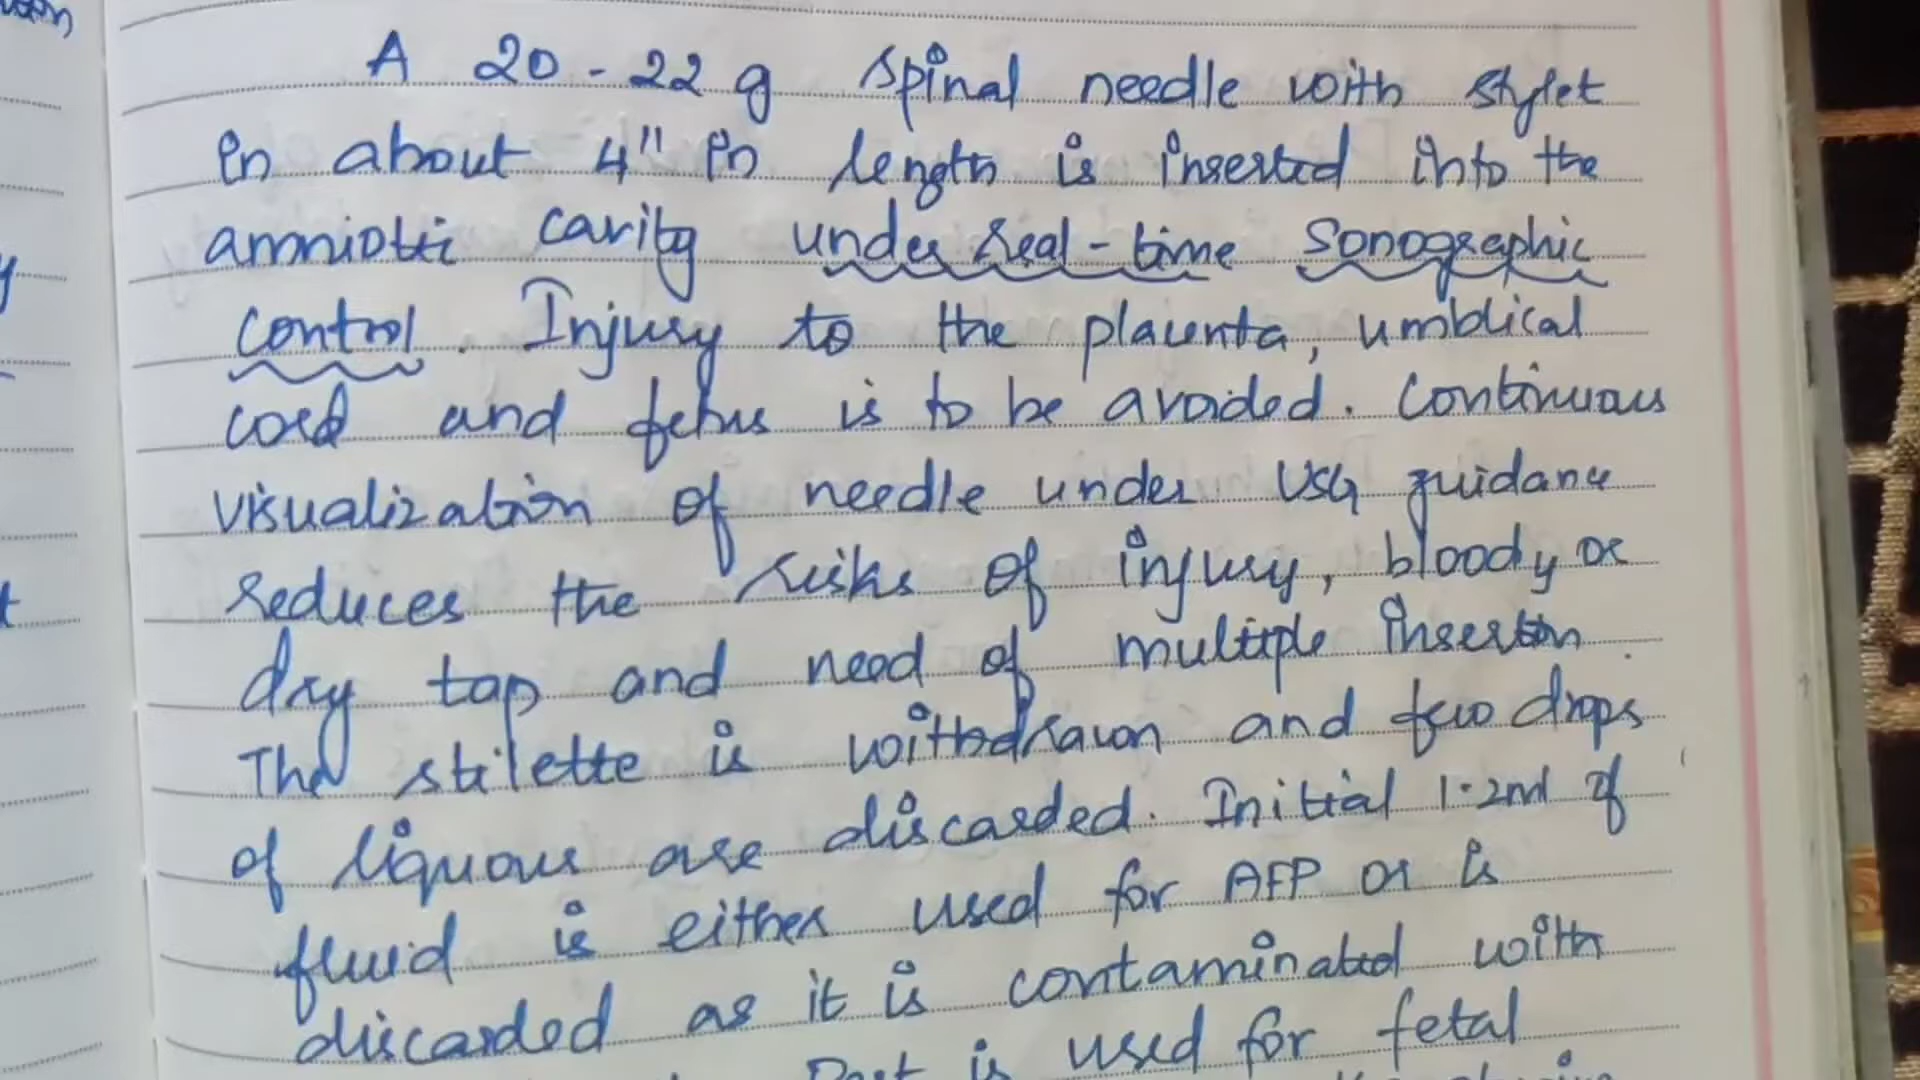 A 20-22 g spinal needle with stylet
in about 4" in length is inserted into the
amniotic cavity under real-time sonographic
control. Injury to the placenta, umblical
cord and fetus is to be avoided. Continuous
visualization of needle under USG guidance
reduces the risks of injury, bloody or
dry tap and need of multiple insertion.
The stilette is withdrawn and few drops
of liquour are discarded. Initial 1-2ml of
fluid is either used for AFP or is
discarded as it is contaminated with
Rest is used for fetal